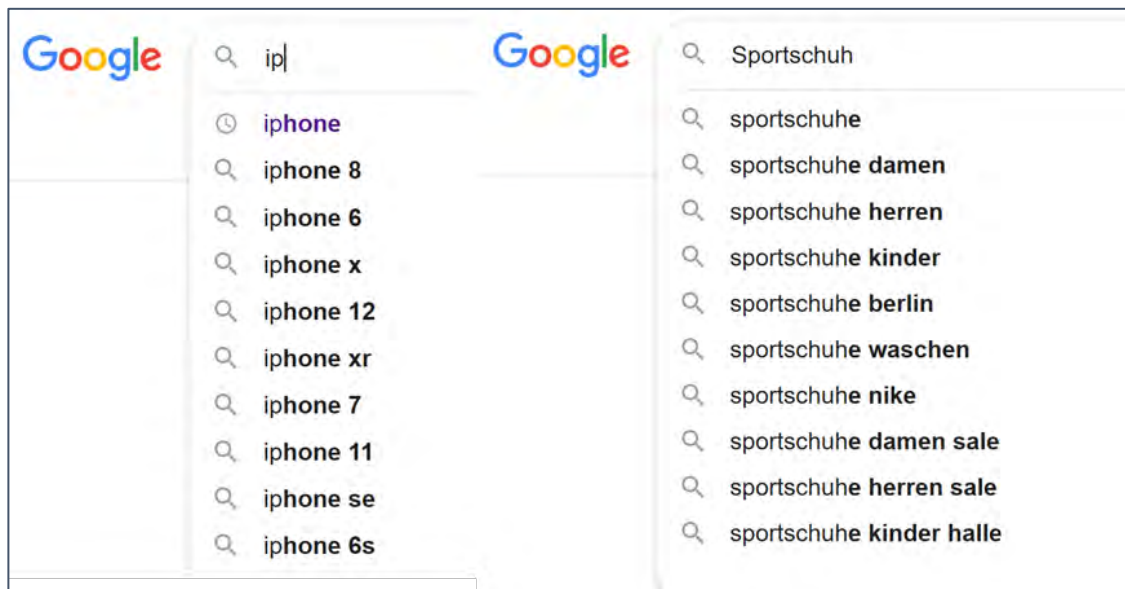 Google
ip
iphone
iphone 8
iphone 6
iphone x
iphone 12
iphone xr
iphone 7
iphone 11
iphone se
iphone 6s
Google
Sportschuh
sportschuhe
sportschuhe damen
sportschuhe herren
sportschuhe kinder
sportschuhe berlin
sportschuhe waschen
sportschuhe nike
sportschuhe damen sale
sportschuhe herren sale
sportschuhe kinder halle